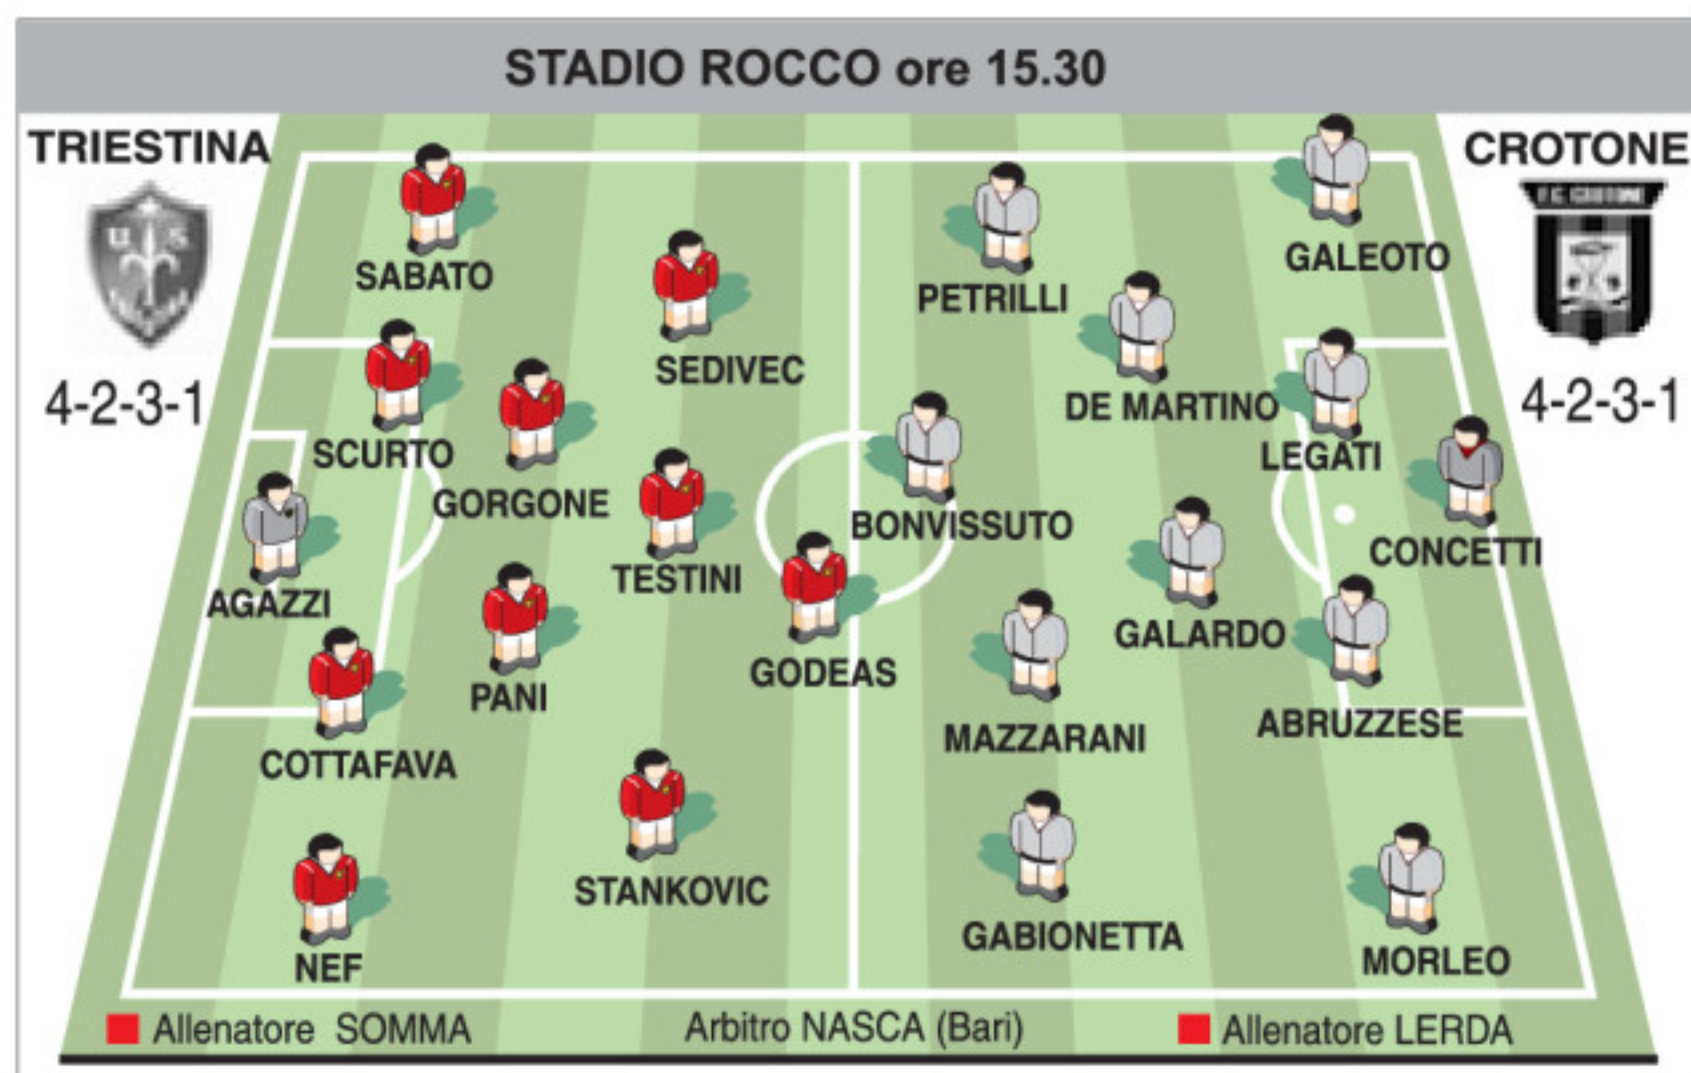 STADIO ROCCO ore 15.30
TRIESTINA
CROTONE
U S
F.C. CROTONE
4-2-3-1
4-2-3-1
SABATO
SEDIVEC
SCURTO
GORGONE
AGAZZI
TESTINI
COTTAFAVA
PANI
GODEAS
STANKOVIC
NEF
GALEOTO
PETRILLI
DE MARTINO
LEGATI
BONVISSUTO
CONCETTI
GALARDO
MAZZARANI
ABRUZZESE
GABIONETTA
MORLEO
Allenatore SOMMA
Arbitro NASCA (Bari)
Allenatore LERDA